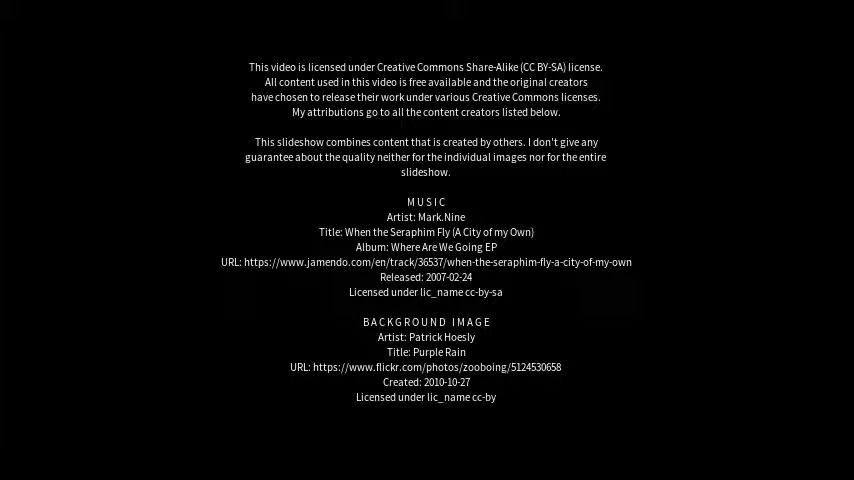 This video is licensed under Creative Commons Share-Alike (CC BY-SA) license.
All content used in this video is free available and the original creators
have chosen to release their work under various Creative Commons licenses.
My attributions go to all the content creators listed below.
This slideshow combines content that is created by others. I don't give any
guarantee about the quality neither for the individual images nor for the entire
slideshow.
MUSIC
Artist: Mark.Nine
Title: When the Seraphim Fly (A City of my Own)
Album: Where Are We Going EP
URL: https://www.jamendo.com/en/track/36537/when-the-seraphim-fly-a-city-of-my-own
Released: 2007-02-24
Licensed under lic_name cc-by-sa
BACKGROUND IMAGE
Artist: Patrick Hoesly
Title: Purple Rain
URL: https://www.flickr.com/photos/zooboing/5124530658
Created: 2010-10-27
Licensed under lic_name cc-by